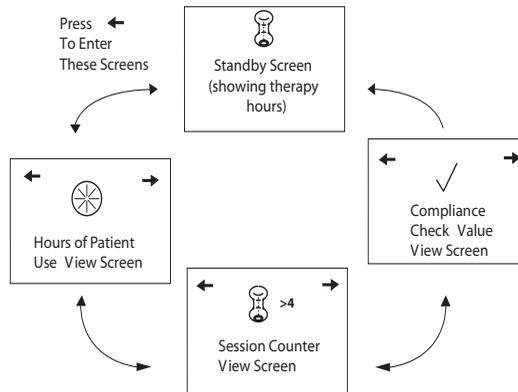 Press ←
To Enter
These Screens
Standby Screen
(showing therapy
hours)
Hours of Patient
Use View Screen
Compliance
Check Value
View Screen
>4
Session Counter
View Screen